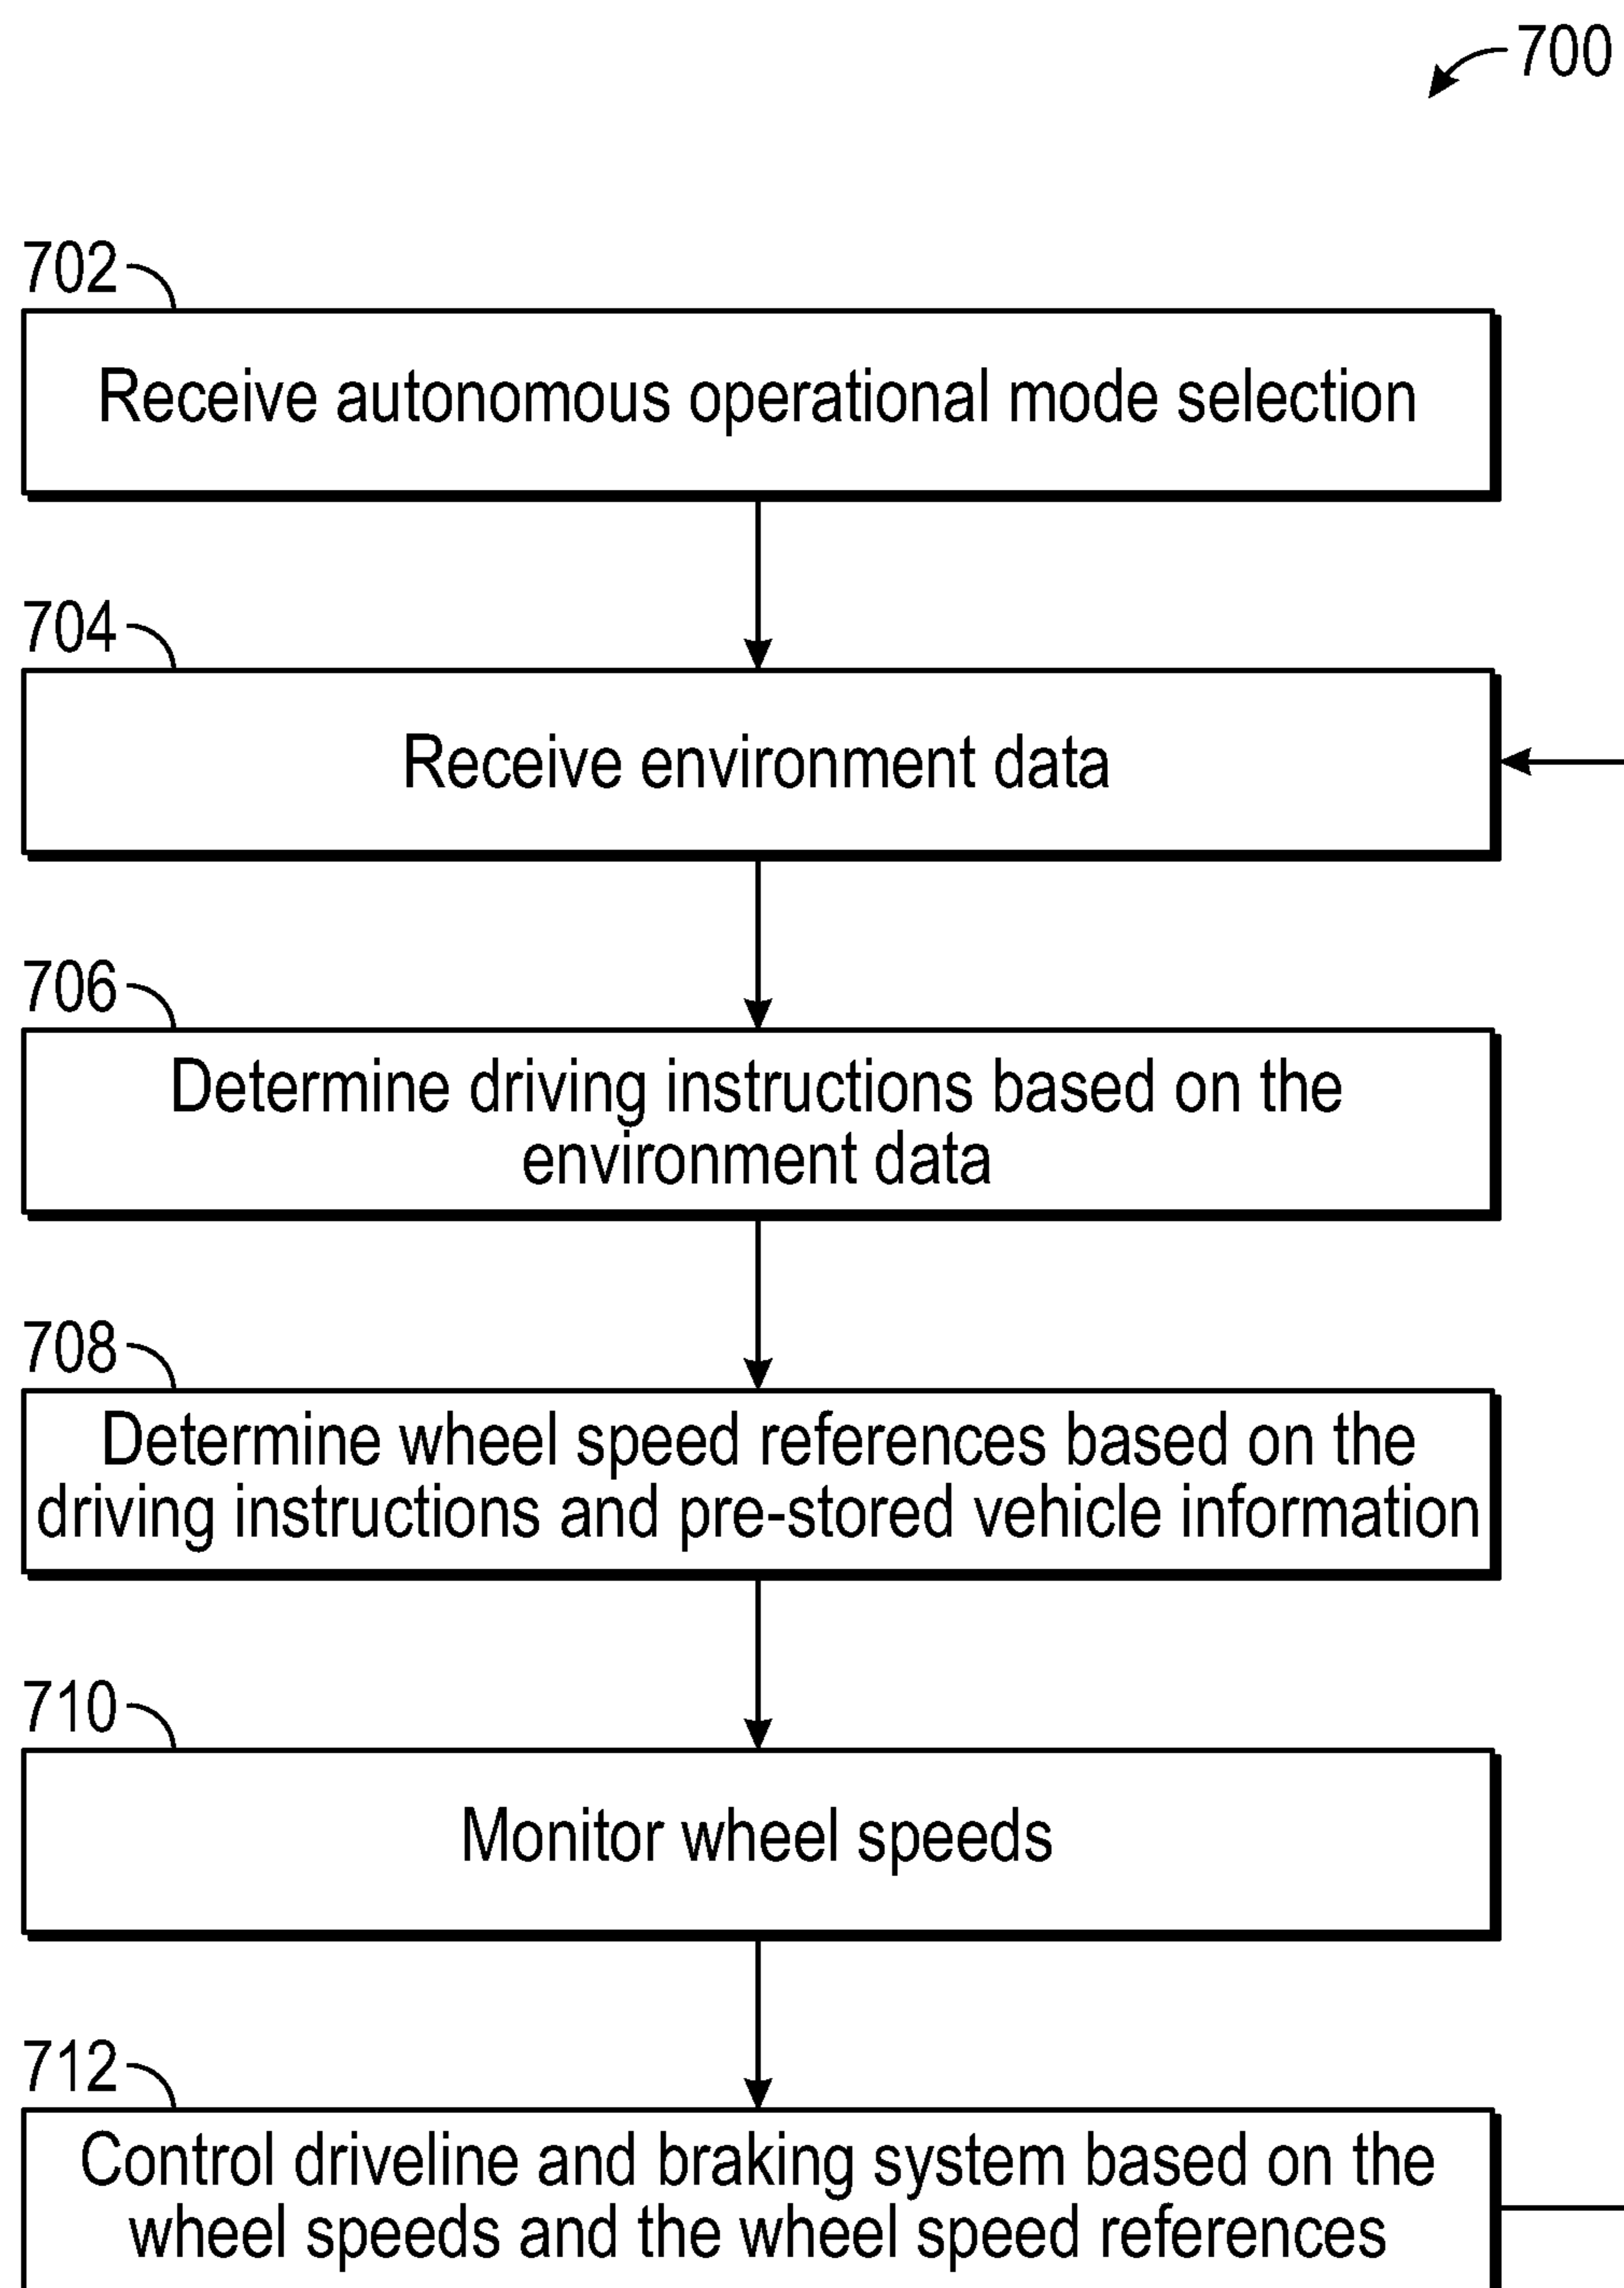 700
702
Receive autonomous operational mode selection
704
Receive environment data
706
Determine driving instructions based on the
environment data
708
Determine wheel speed references based on the
driving instructions and pre-stored vehicle information
710
Monitor wheel speeds
712
Control driveline and braking system based on the
wheel speeds and the wheel speed references